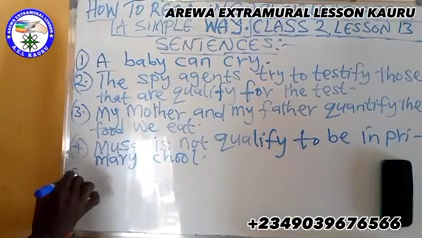 AREWA EXTRAMURAL LESSON KAURU
HOW TO
A SIMPLE WAY: CLASS 2, LESSON 13
SENTENCES:-
① A baby can cry.
②. The spy agents try to testify those
that are qualify for the test-
③. My Mother and my father quantify the
food we eat.
④ Musa is not qualify to be in pri-
mary school.
+2349039676566